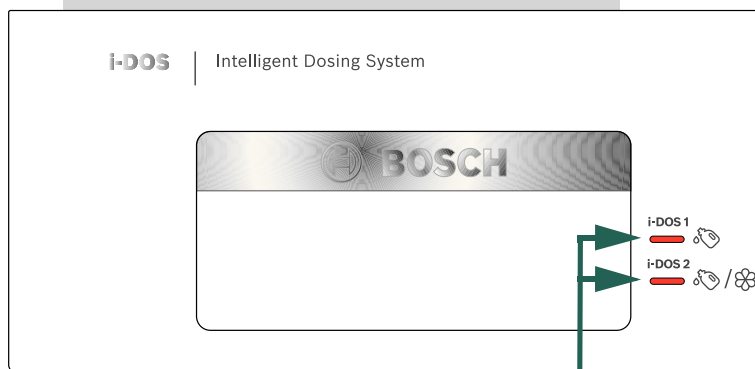 i-DOS | Intelligent Dosing System
BOSCH
i-DOS 1
i-DOS 2
/